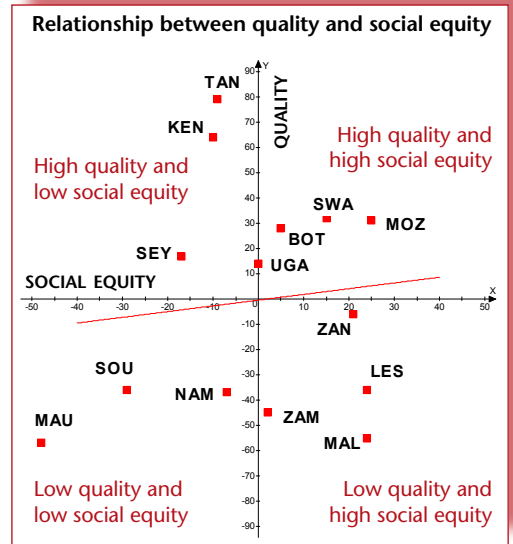 Relationship between quality and social equity
Y
90
80
70
60
50
40
30
20
10
0
-10
-20
-30
-40
-50
-60
-70
-80
-90
QUALITY
TAN
KEN
High quality and
low social equity
High quality and
high social equity
SWA
MOZ
BOT
SEY
UGA
SOCIAL EQUITY
X
-50 -40 -30 -20 -10 10 20 30 40 50
ZAN
SOU
LES
NAM
ZAM
MAU
MAL
Low quality and
low social equity
Low quality and
high social equity